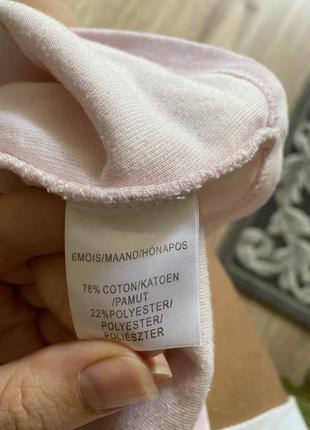 6MOIS/MAAND/HÓNAPOS
78% COTON/KATOEN
/PAMUT
22%POLYESTER/
POLYESTER/
POLIÉSZTER